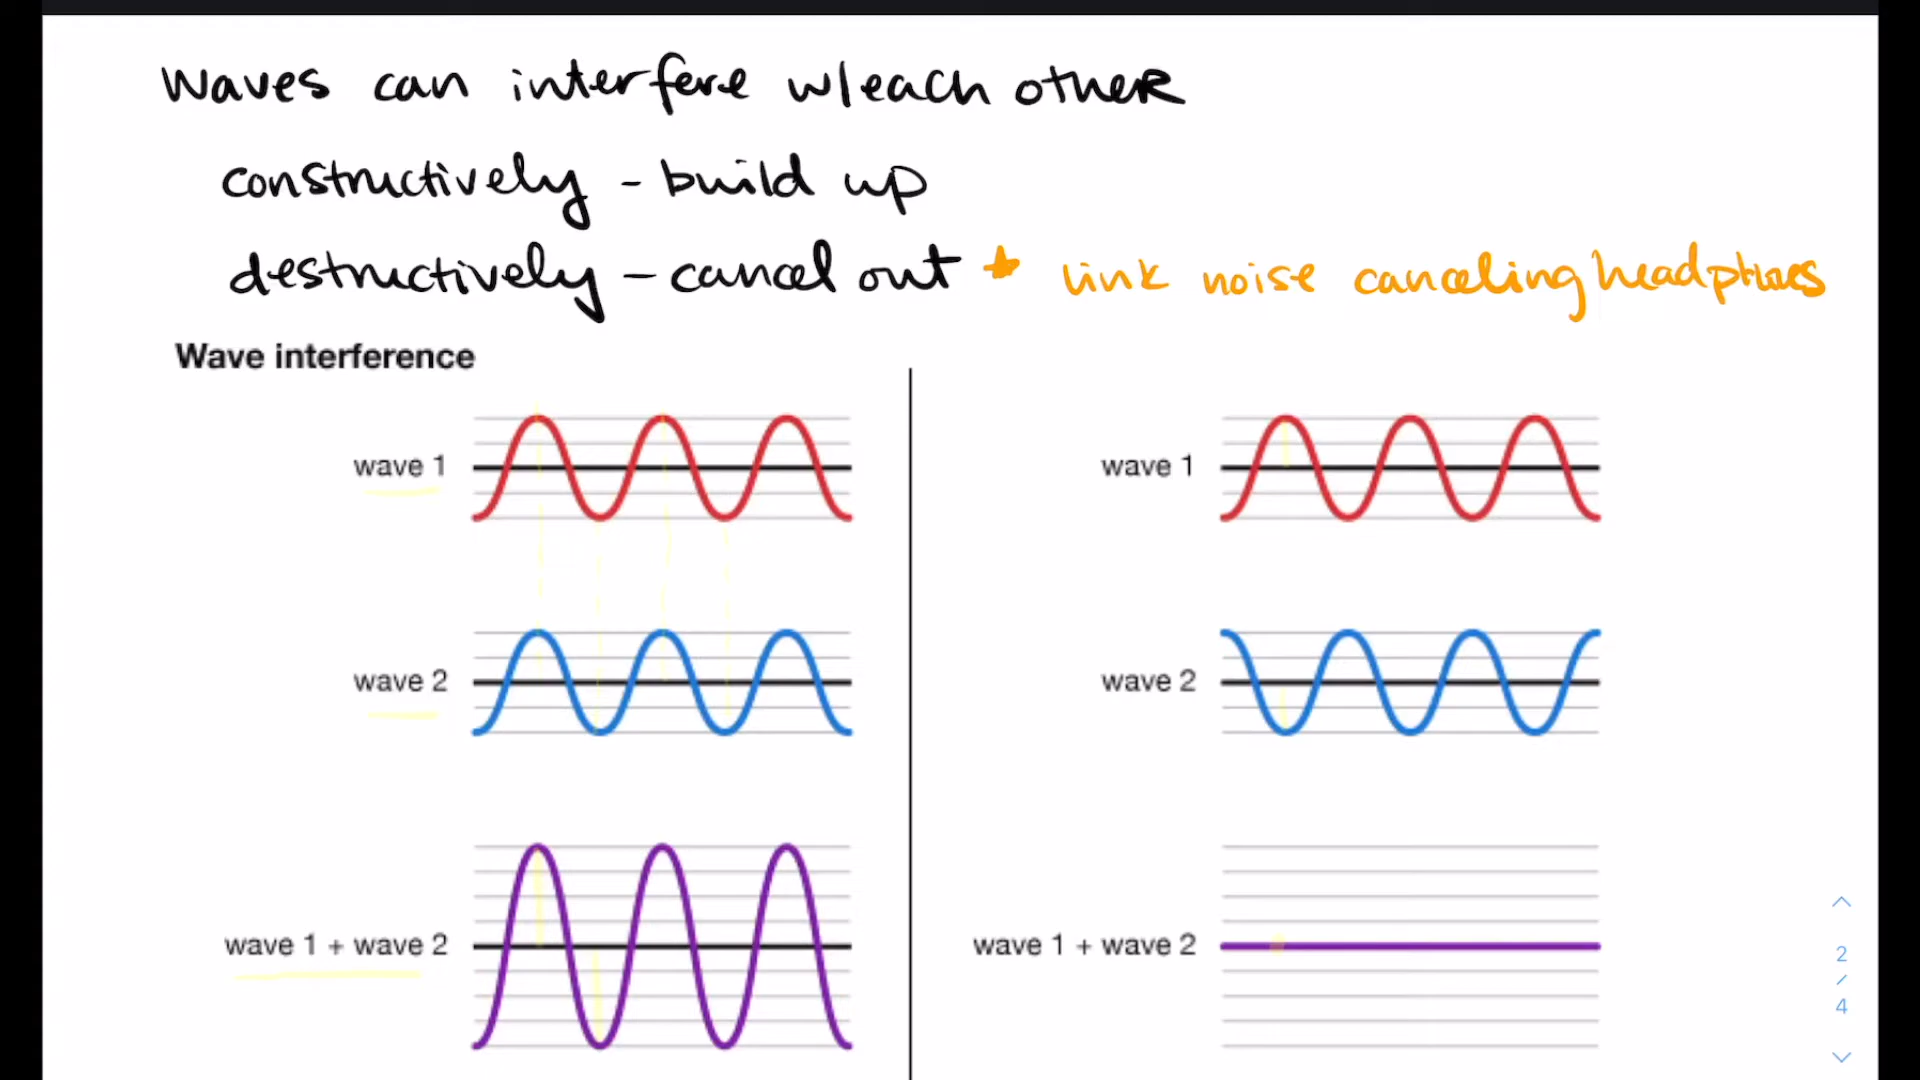 Waves can interfere w/each other
constructively - build up
destructively - cancel out * link noise canceling headphones
Wave interference
wave 1
wave 2
wave 1 + wave 2
wave 1
wave 2
wave 1 + wave 2
2
/
4